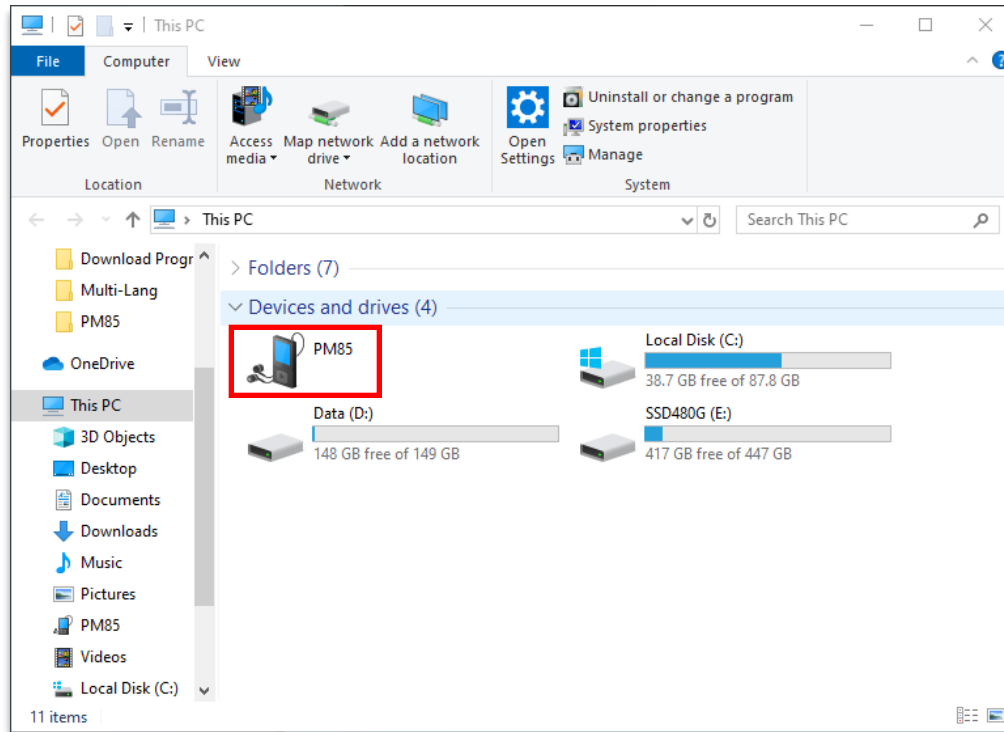 This PC
File Computer View
Properties Open Rename
Access media Map network drive Add a network location
Open Settings
Uninstall or change a program
System properties
Manage
Location Network System
This PC
Search This PC
Download Progr
Multi-Lang
PM85
OneDrive
This PC
3D Objects
Desktop
Documents
Downloads
Music
Pictures
PM85
Videos
Local Disk (C:)
Folders (7)
Devices and drives (4)
PM85
Local Disk (C:)
38.7 GB free of 87.8 GB
Data (D:)
148 GB free of 149 GB
SSD480G (E:)
417 GB free of 447 GB
11 items